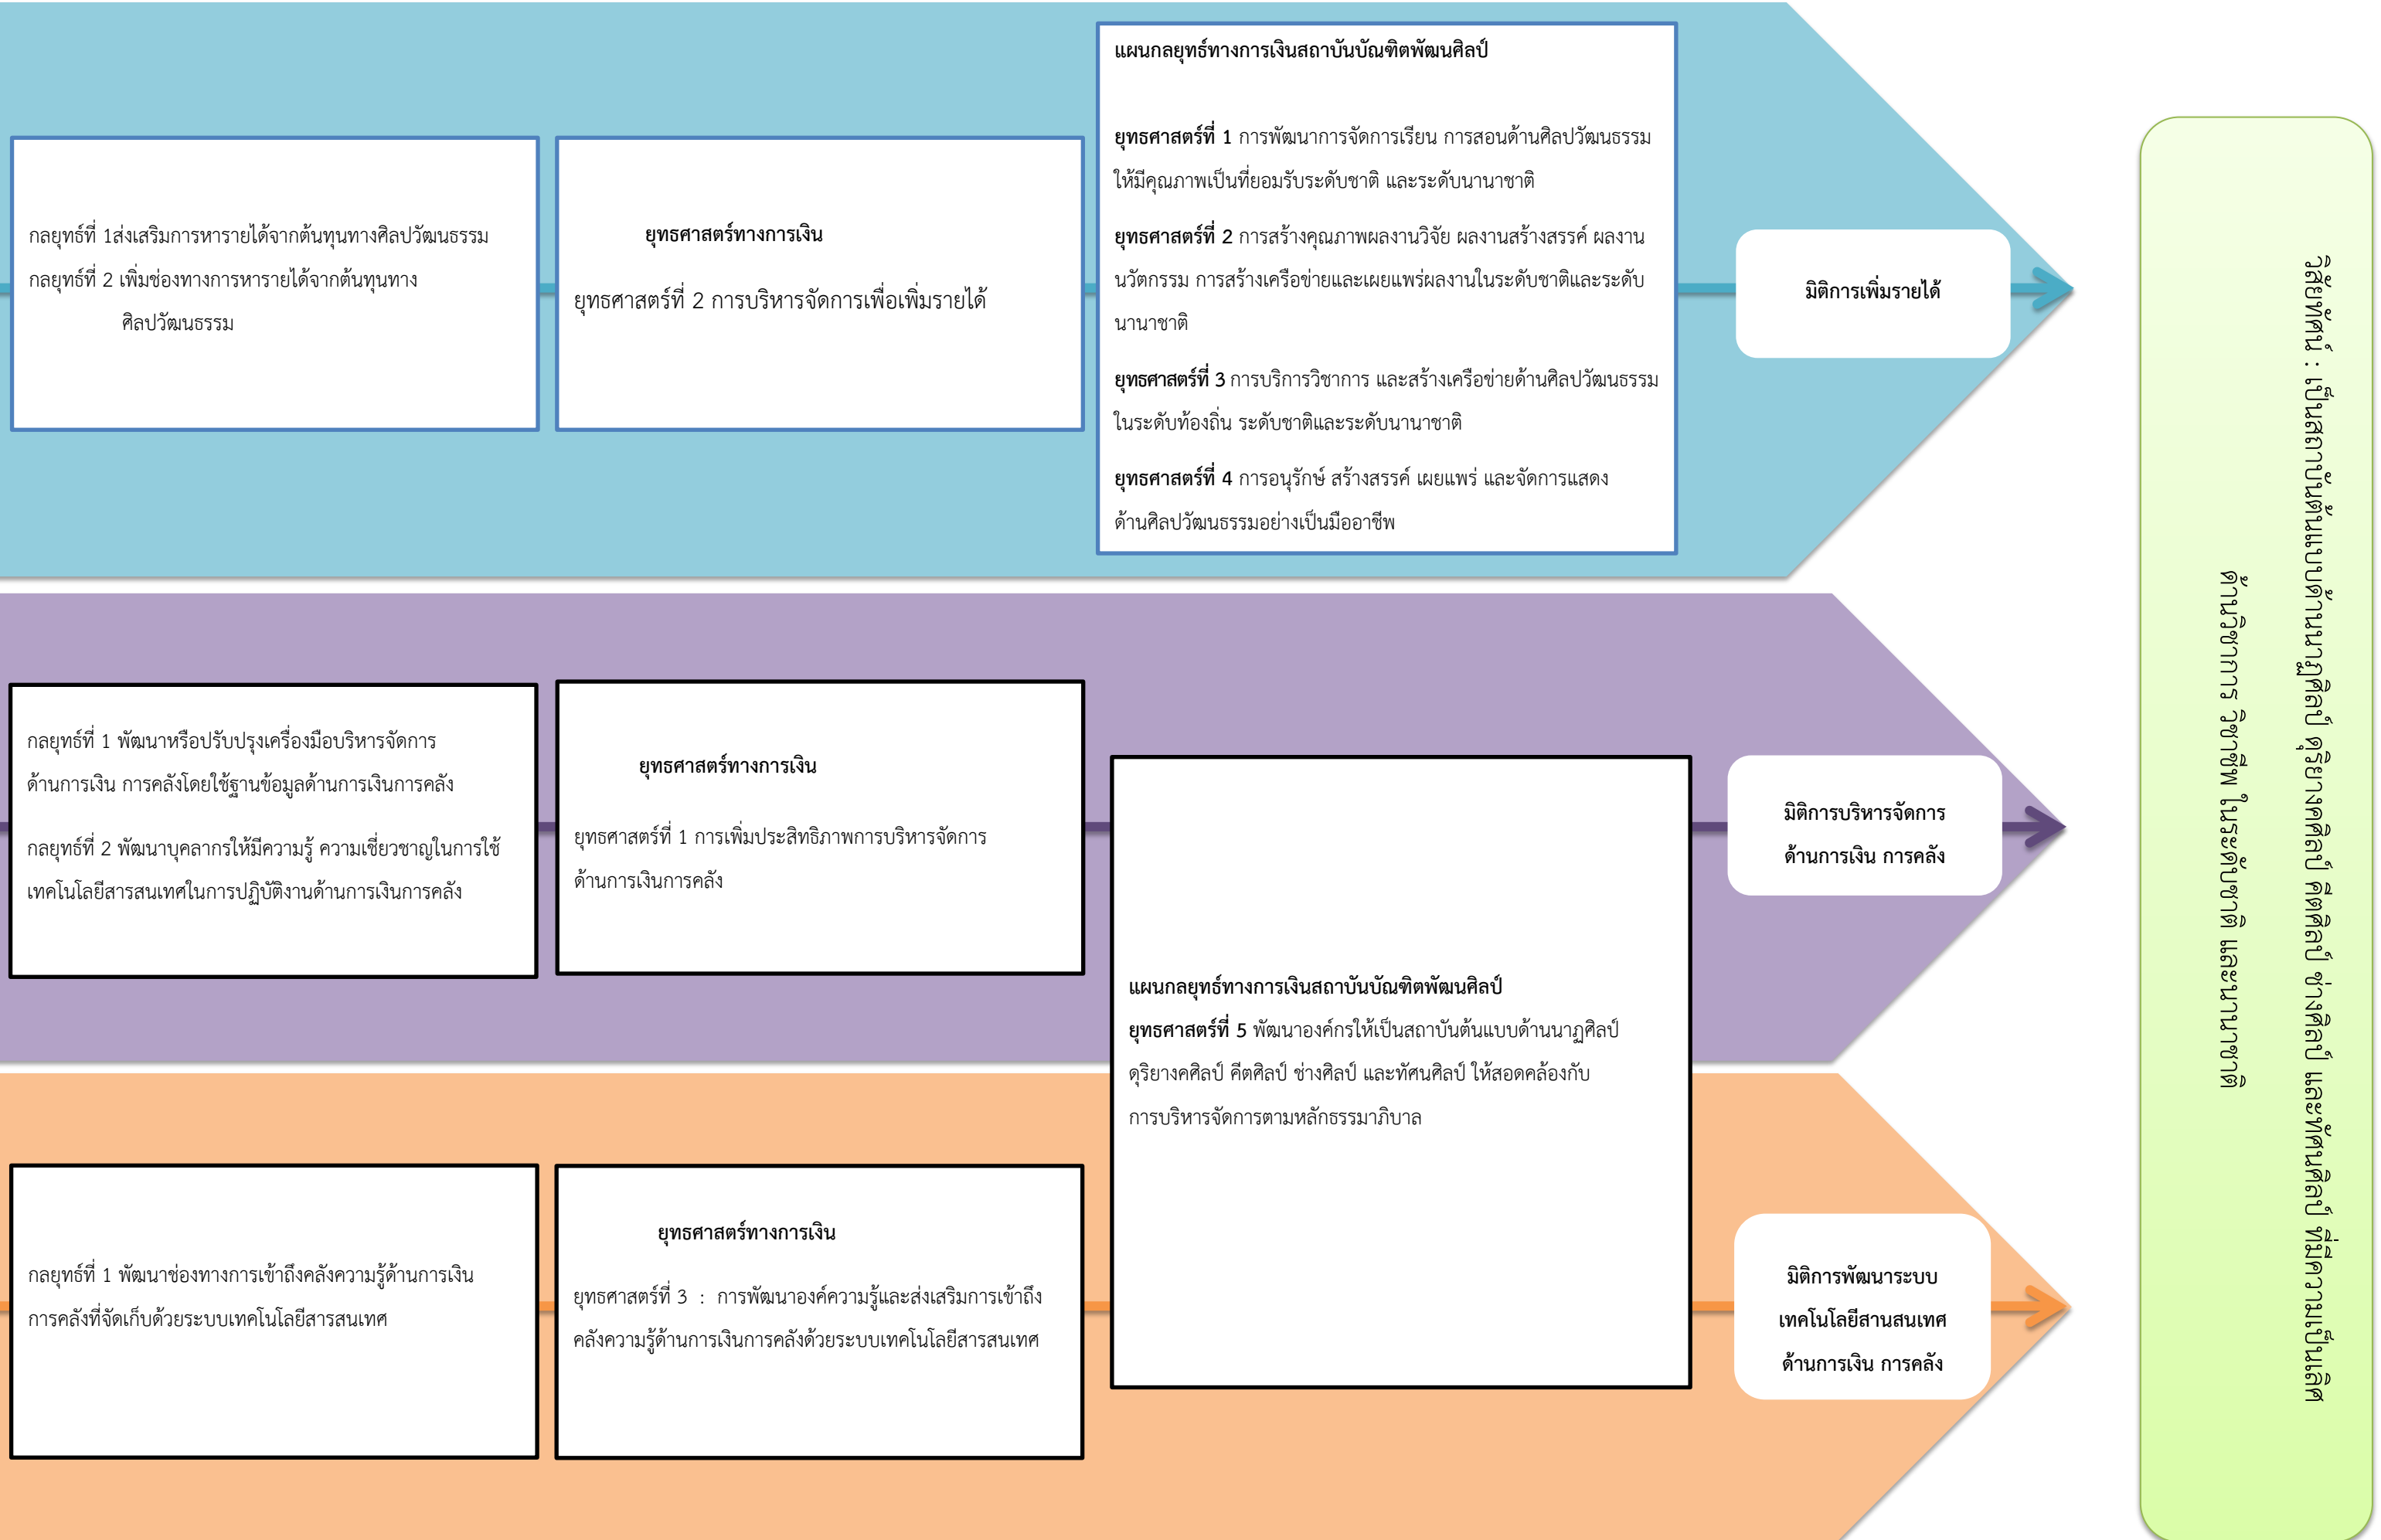 กลยุทธ์ที่ 1ส่งเสริมการหารายได้จากต้นทุนทางศิลปวัฒนธรรม
กลยุทธ์ที่ 2 เพิ่มช่องทางการหารายได้จากต้นทุนทาง
ศิลปวัฒนธรรม
ยุทธศาสตร์ทางการเงิน
ยุทธศาสตร์ที่ 2 การบริหารจัดการเพื่อเพิ่มรายได้
แผนกลยุทธ์ทางการเงินสถาบันบัณฑิตพัฒนศิลป์
ยุทธศาสตร์ที่ 1 การพัฒนาการจัดการเรียน การสอนด้านศิลปวัฒนธรรม
ให้มีคุณภาพเป็นที่ยอมรับระดับชาติ และระดับนานาชาติ
ยุทธศาสตร์ที่ 2 การสร้างคุณภาพผลงานวิจัย ผลงานสร้างสรรค์ ผลงาน
นวัตกรรม การสร้างเครือข่ายและเผยแพร่ผลงานในระดับชาติและระดับ
นานาชาติ
ยุทธศาสตร์ที่ 3 การบริการวิชาการ และสร้างเครือข่ายด้านศิลปวัฒนธรรม
ในระดับท้องถิ่น ระดับชาติและระดับนานาชาติ
ยุทธศาสตร์ที่ 4 การอนุรักษ์ สร้างสรรค์ เผยแพร่ และจัดการแสดง
ด้านศิลปวัฒนธรรมอย่างเป็นมืออาชีพ
มิติการเพิ่มรายได้
กลยุทธ์ที่ 1 พัฒนาหรือปรับปรุงเครื่องมือบริหารจัดการ
ด้านการเงิน การคลังโดยใช้ฐานข้อมูลด้านการเงินการคลัง
กลยุทธ์ที่ 2 พัฒนาบุคลากรให้มีความรู้ ความเชี่ยวชาญในการใช้
เทคโนโลยีสารสนเทศในการปฏิบัติงานด้านการเงินการคลัง
ยุทธศาสตร์ทางการเงิน
ยุทธศาสตร์ที่ 1 การเพิ่มประสิทธิภาพการบริหารจัดการ
ด้านการเงินการคลัง
มิติการบริหารจัดการ
ด้านการเงิน การคลัง
แผนกลยุทธ์ทางการเงินสถาบันบัณฑิตพัฒนศิลป์
ยุทธศาสตร์ที่ 5 พัฒนาองค์กรให้เป็นสถาบันต้นแบบด้านนาฏศิลป์
ดุริยางคศิลป์ คีตศิลป์ ช่างศิลป์ และทัศนศิลป์ ให้สอดคล้องกับ
การบริหารจัดการตามหลักธรรมาภิบาล
กลยุทธ์ที่ 1 พัฒนาช่องทางการเข้าถึงคลังความรู้ด้านการเงิน
การคลังที่จัดเก็บด้วยระบบเทคโนโลยีสารสนเทศ
ยุทธศาสตร์ทางการเงิน
ยุทธศาสตร์ที่ 3 : การพัฒนาองค์ความรู้และส่งเสริมการเข้าถึง
คลังความรู้ด้านการเงินการคลังด้วยระบบเทคโนโลยีสารสนเทศ
มิติการพัฒนาระบบ
เทคโนโลยีสานสนเทศ
ด้านการเงิน การคลัง
วิสัยทัศน์ : เป็นสถาบันต้นแบบด้านนาฏศิลป์ ดุริยางคศิลป์ คีตศิลป์ ช่างศิลป์ และทัศนศิลป์ ที่มีความเป็นเลิศ
ด้านวิชาการ วิชาชีพ ในระดับชาติ และนานาชาติ